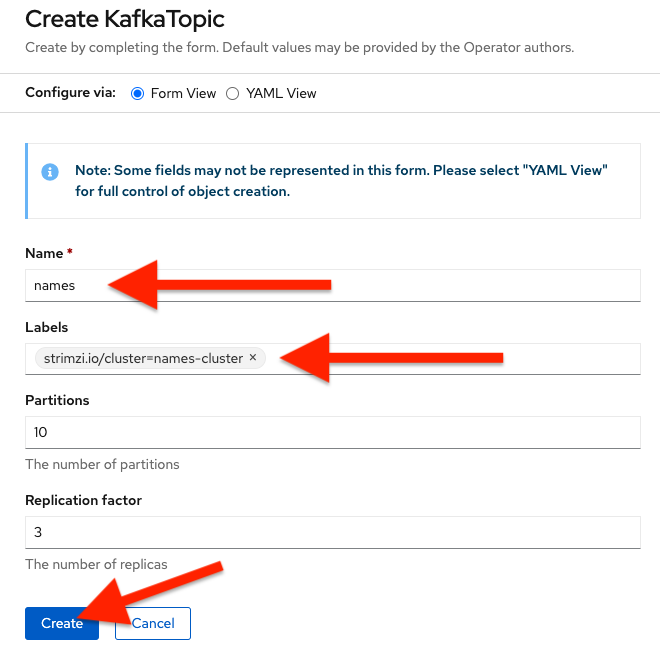 Create KafkaTopic
Create by completing the form. Default values may be provided by the Operator authors.
Configure via: Form View YAML View
Note: Some fields may not be represented in this form. Please select "YAML View"
for full control of object creation.
Name *
names
Labels
strimzi.io/cluster=names-cluster ×
Partitions
10
The number of partitions
Replication factor
3
The number of replicas
Create Cancel